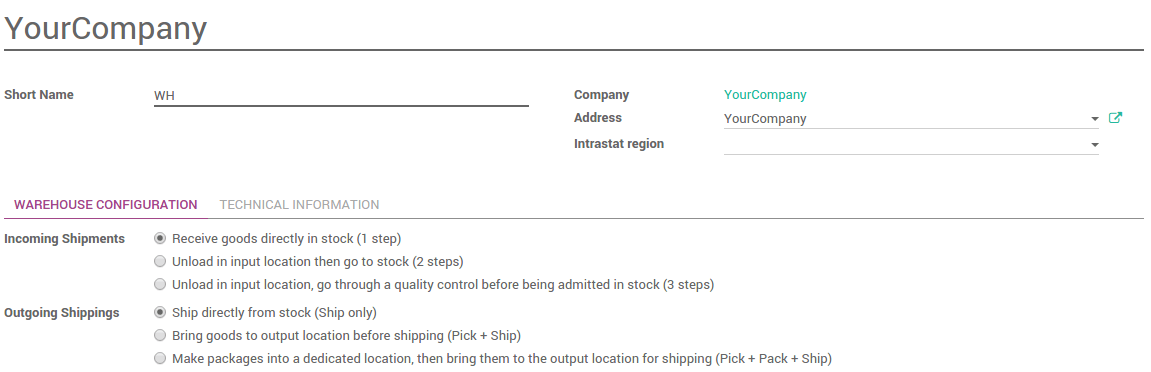 YourCompany
Short Name WH Company YourCompany
Address YourCompany
Intrastat region
WAREHOUSE CONFIGURATION TECHNICAL INFORMATION
Incoming Shipments Receive goods directly in stock (1 step)
Unload in input location then go to stock (2 steps)
Unload in input location, go through a quality control before being admitted in stock (3 steps)
Outgoing Shippings Ship directly from stock (Ship only)
Bring goods to output location before shipping (Pick + Ship)
Make packages into a dedicated location, then bring them to the output location for shipping (Pick + Pack + Ship)